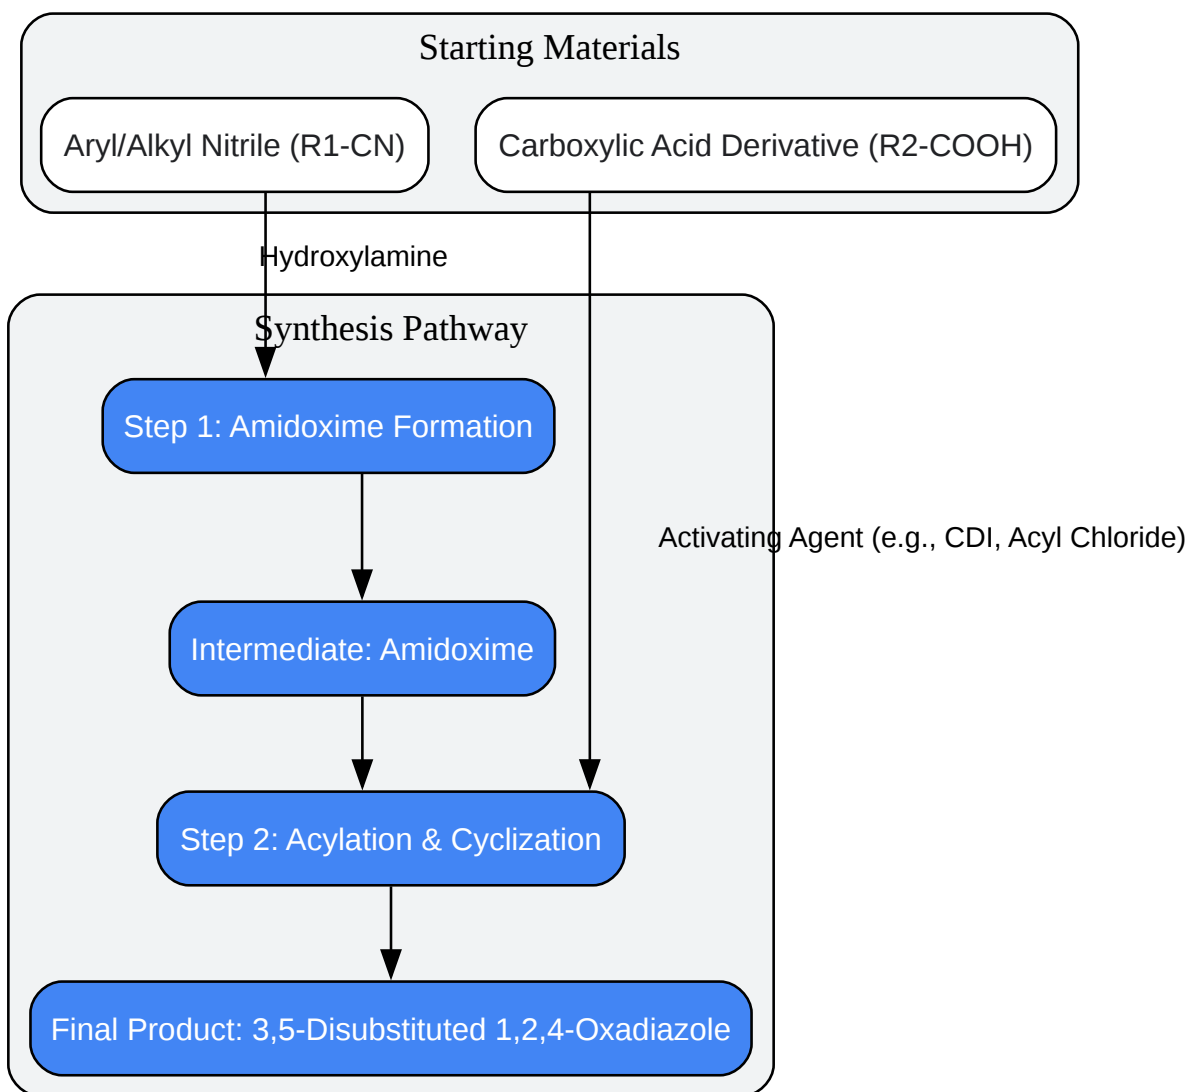 Starting Materials
Aryl/Alkyl Nitrile (R1-CN)
Carboxylic Acid Derivative (R2-COOH)
Hydroxylamine
Synthesis Pathway
Step 1: Amidoxime Formation
Activating Agent (e.g., CDI, Acyl Chloride)
Intermediate: Amidoxime
Step 2: Acylation & Cyclization
Final Product: 3,5-Disubstituted 1,2,4-Oxadiazole